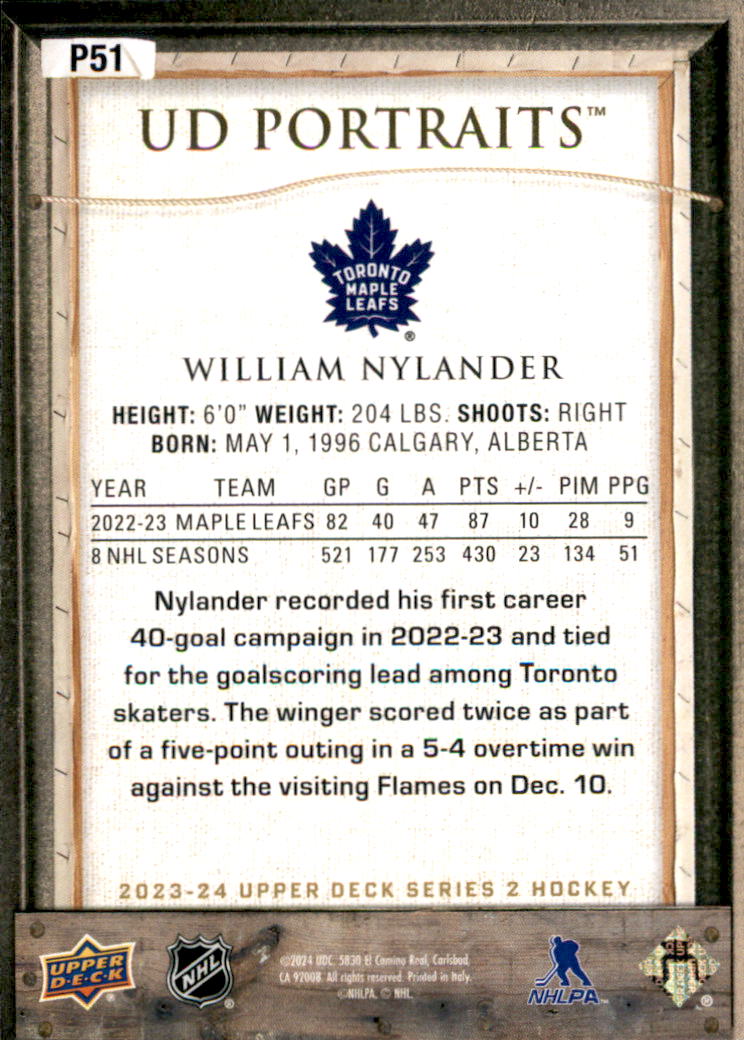 P51
UD PORTRAITS™
TORONTO
MAPLE
LEAFS
®
WILLIAM NYLANDER
HEIGHT: 6'0" WEIGHT: 204 LBS. SHOOTS: RIGHT
BORN: MAY 1, 1996 CALGARY, ALBERTA
YEAR TEAM GP G A PTS +/- PIM PPG
2022-23 MAPLE LEAFS 82 40 47 87 10 28 9
8 NHL SEASONS 521 177 253 430 23 134 51
Nylander recorded his first career
40-goal campaign in 2022-23 and tied
for the goalscoring lead among Toronto
skaters. The winger scored twice as part
of a five-point outing in a 5-4 overtime win
against the visiting Flames on Dec. 10.
2023-24 UPPER DECK SERIES 2 HOCKEY
UPPER
D·E·C·K
NHL
©2024 UDC. 5830 El Camino Real, Carlsbad,
CA 92008. All rights reserved. Printed in Italy.
©NHLPA. © NHL.
NHLPA™